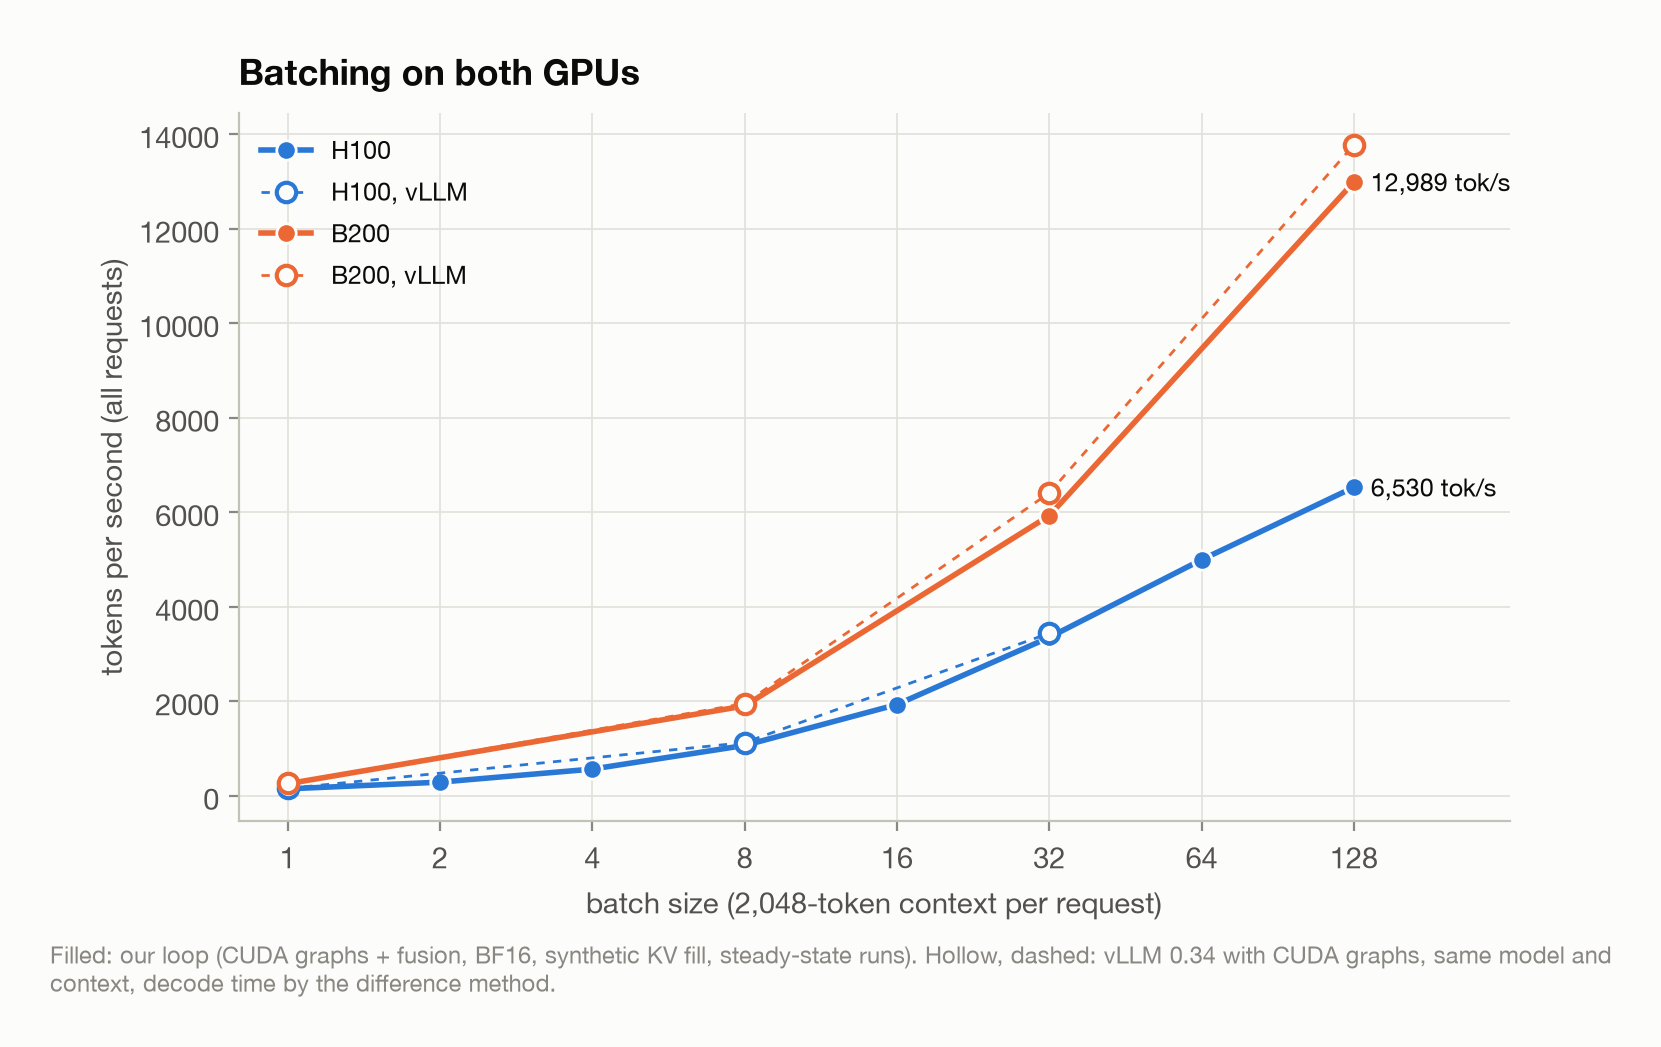 Batching on both GPUs
14000
12000
10000
8000
6000
4000
2000
0
tokens per second (all requests)
H100
H100, vLLM
B200
B200, vLLM
12,989 tok/s
6,530 tok/s
1 2 4 8 16 32 64 128
batch size (2,048-token context per request)
Filled: our loop (CUDA graphs + fusion, BF16, synthetic KV fill, steady-state runs). Hollow, dashed: vLLM 0.34 with CUDA graphs, same model and
context, decode time by the difference method.